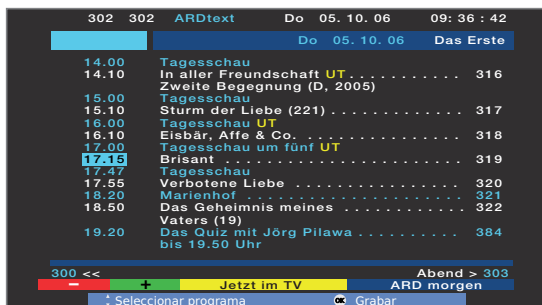 302 302 ARDtext Do 05. 10. 06 09: 36 : 42
Do 05. 10. 06 Das Erste
14.00 Tagesschau
14.10 In aller Freundschaft UT . . . . . . . . . . . 316
Zweite Begegnung (D, 2005)
15.00 Tagesschau
15.10 Sturm der Liebe (221) . . . . . . . . . . . . . 317
16.00 Tagesschau UT
16.10 Eisbär, Affe & Co. . . . . . . . . . . . . . . . . 318
17.00 Tagesschau um fünf UT
17.15 Brisant . . . . . . . . . . . . . . . . . . . . . . . 319
17.47 Tagesschau
17.55 Verbotene Liebe . . . . . . . . . . . . . . . . 320
18.20 Marienhof . . . . . . . . . . . . . . . . . . . . . 321
18.50 Das Geheimnis meines . . . . . . . . . . . 322
Vaters (19)
19.20 Das Quiz mit Jörg Pilawa . . . . . . . . . . 384
bis 19.50 Uhr
300 << Abend > 303
− + Jetzt im TV ARD morgen
Seleccionar programa OK Grabar